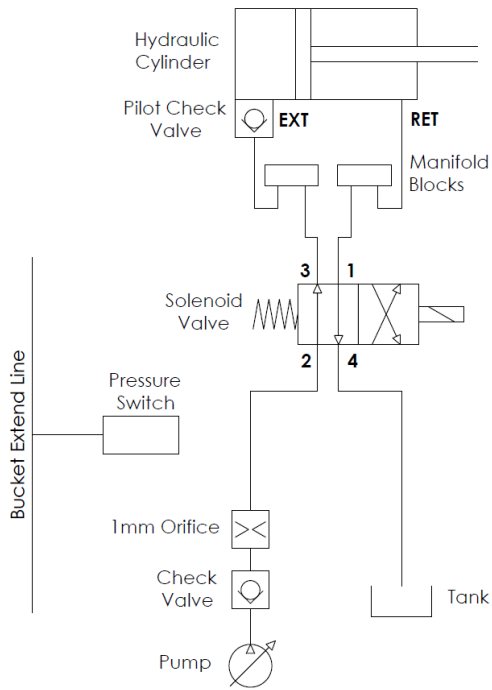 Hydraulic
Cylinder
Pilot Check
Valve
EXT
RET
Manifold
Blocks
3
1
Solenoid
Valve
2
4
Pressure
Switch
Bucket Extend Line
1mm Orifice
Check
Valve
Tank
Pump